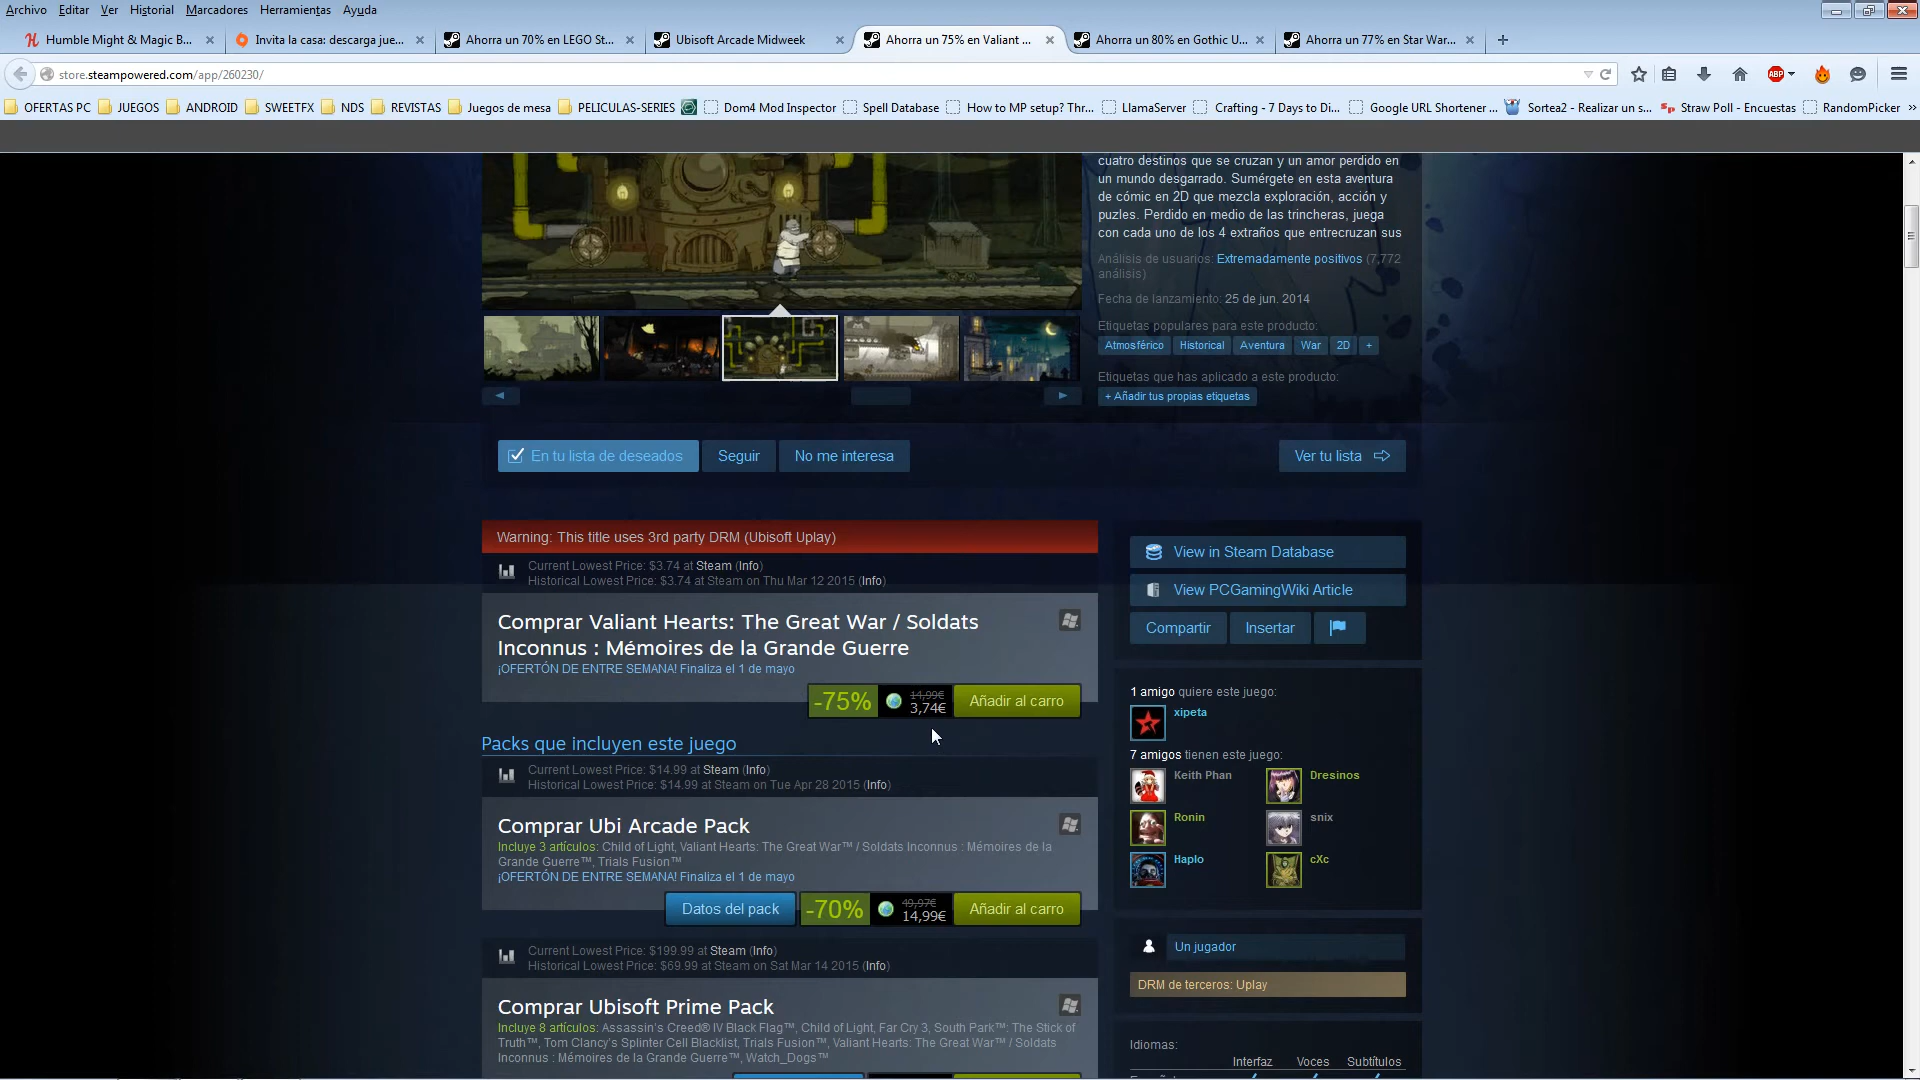 Archivo Editar Ver Historial Marcadores Herramientas Ayuda
Humble Might & Magic B... Invita la casa: descarga jue... Ahorra un 70% en LEGO St... Ubisoft Arcade Midweek Ahorra un 75% en Valiant ... Ahorra un 80% en Gothic U... Ahorra un 77% en Star War...
store.steampowered.com/app/260230/
ABP
OFERTAS PC JUEGOS ANDROID SWEETFX NDS REVISTAS Juegos de mesa PELICULAS-SERIES Dom4 Mod Inspector Spell Database How to MP setup? Thr... LlamaServer Crafting - 7 Days to Di... Google URL Shortener ... Sortea2 - Realizar un s... Straw Poll - Encuestas RandomPicker »
cuatro destinos que se cruzan y un amor perdido en
un mundo desgarrado. Sumérgete en esta aventura
de cómic en 2D que mezcla exploración, acción y
puzles. Perdido en medio de las trincheras, juega
con cada uno de los 4 extraños que entrecruzan sus
Análisis de usuarios: Extremadamente positivos (7,772
análisis)
Fecha de lanzamiento: 25 de jun. 2014
Etiquetas populares para este producto:
Atmosférico Historical Aventura War 2D +
Etiquetas que has aplicado a este producto:
+ Añadir tus propias etiquetas
En tu lista de deseados Seguir No me interesa Ver tu lista
Warning: This title uses 3rd party DRM (Ubisoft Uplay)
Current Lowest Price: $3.74 at Steam (Info)
Historical Lowest Price: $3.74 at Steam on Thu Mar 12 2015 (Info)
Comprar Valiant Hearts: The Great War / Soldats
Inconnus : Mémoires de la Grande Guerre
¡OFERTÓN DE ENTRE SEMANA! Finaliza el 1 de mayo
-75% 14,99€ 3,74€ Añadir al carro
Packs que incluyen este juego
Current Lowest Price: $14.99 at Steam (Info)
Historical Lowest Price: $14.99 at Steam on Tue Apr 28 2015 (Info)
Comprar Ubi Arcade Pack
Incluye 3 artículos: Child of Light, Valiant Hearts: The Great War™ / Soldats Inconnus : Mémoires de la
Grande Guerre™, Trials Fusion™
¡OFERTÓN DE ENTRE SEMANA! Finaliza el 1 de mayo
Datos del pack -70% 49,97€ 14,99€ Añadir al carro
Current Lowest Price: $199.99 at Steam (Info)
Historical Lowest Price: $69.99 at Steam on Sat Mar 14 2015 (Info)
Comprar Ubisoft Prime Pack
Incluye 8 artículos: Assassin's Creed® IV Black Flag™, Child of Light, Far Cry 3, South Park™: The Stick of
Truth™, Tom Clancy's Splinter Cell Blacklist, Trials Fusion™, Valiant Hearts: The Great War™ / Soldats
Inconnus : Mémoires de la Grande Guerre™, Watch_Dogs™
View in Steam Database
View PCGamingWiki Article
Compartir Insertar
1 amigo quiere este juego:
xipeta
7 amigos tienen este juego:
Keith Phan Dresinos
Ronin snix
Haplo cXc
Un jugador
DRM de terceros: Uplay
Idiomas:
Interfaz Voces Subtítulos